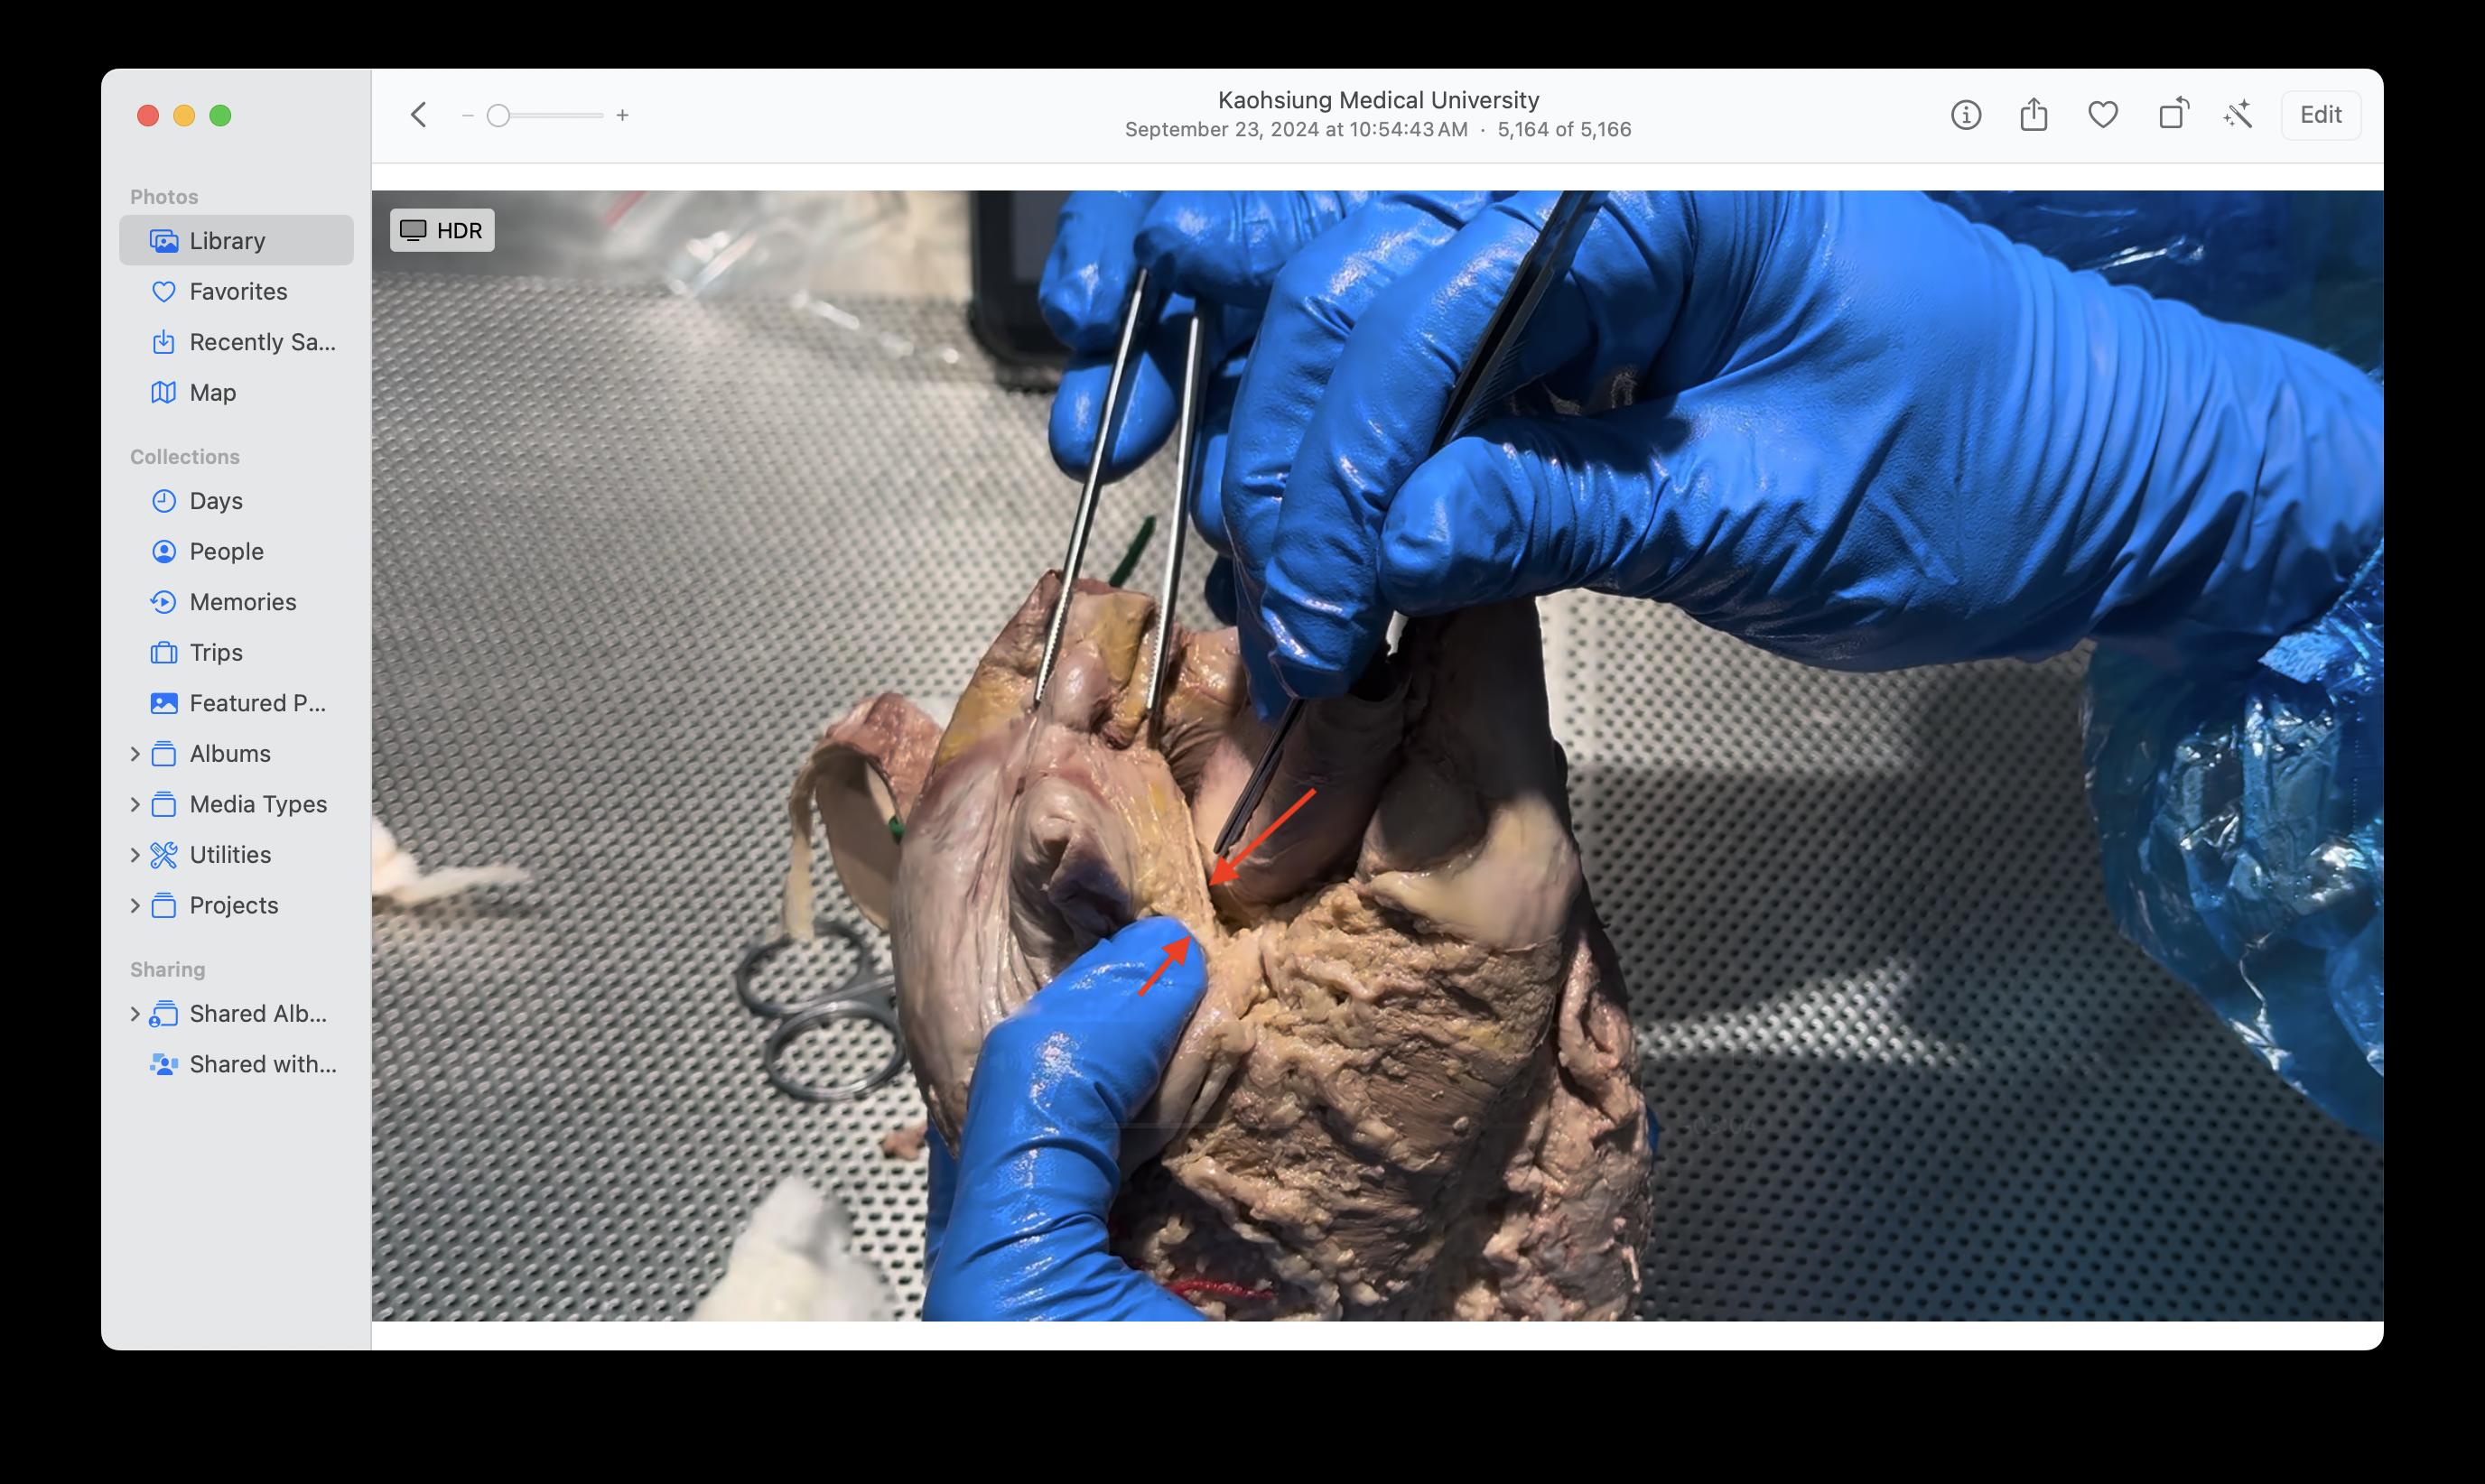 Kaohsiung Medical University
September 23, 2024 at 10:54:43 AM · 5,164 of 5,166
Edit
Photos
Library
Favorites
Recently Sa...
Map
Collections
Days
People
Memories
Trips
Featured P...
Albums
Media Types
Utilities
Projects
Sharing
Shared Alb...
Shared with...
HDR